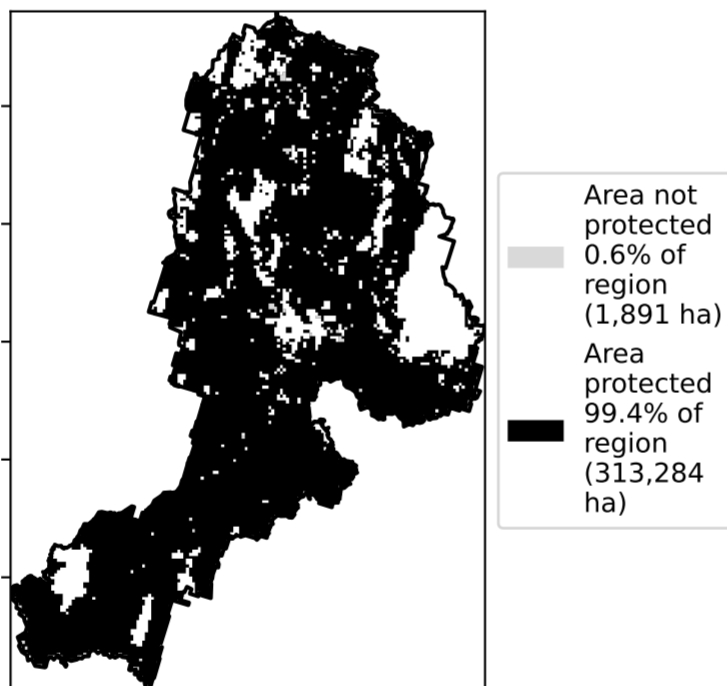 Area not
protected
0.6% of
region
(1,891 ha)
Area
protected
99.4% of
region
(313,284
ha)